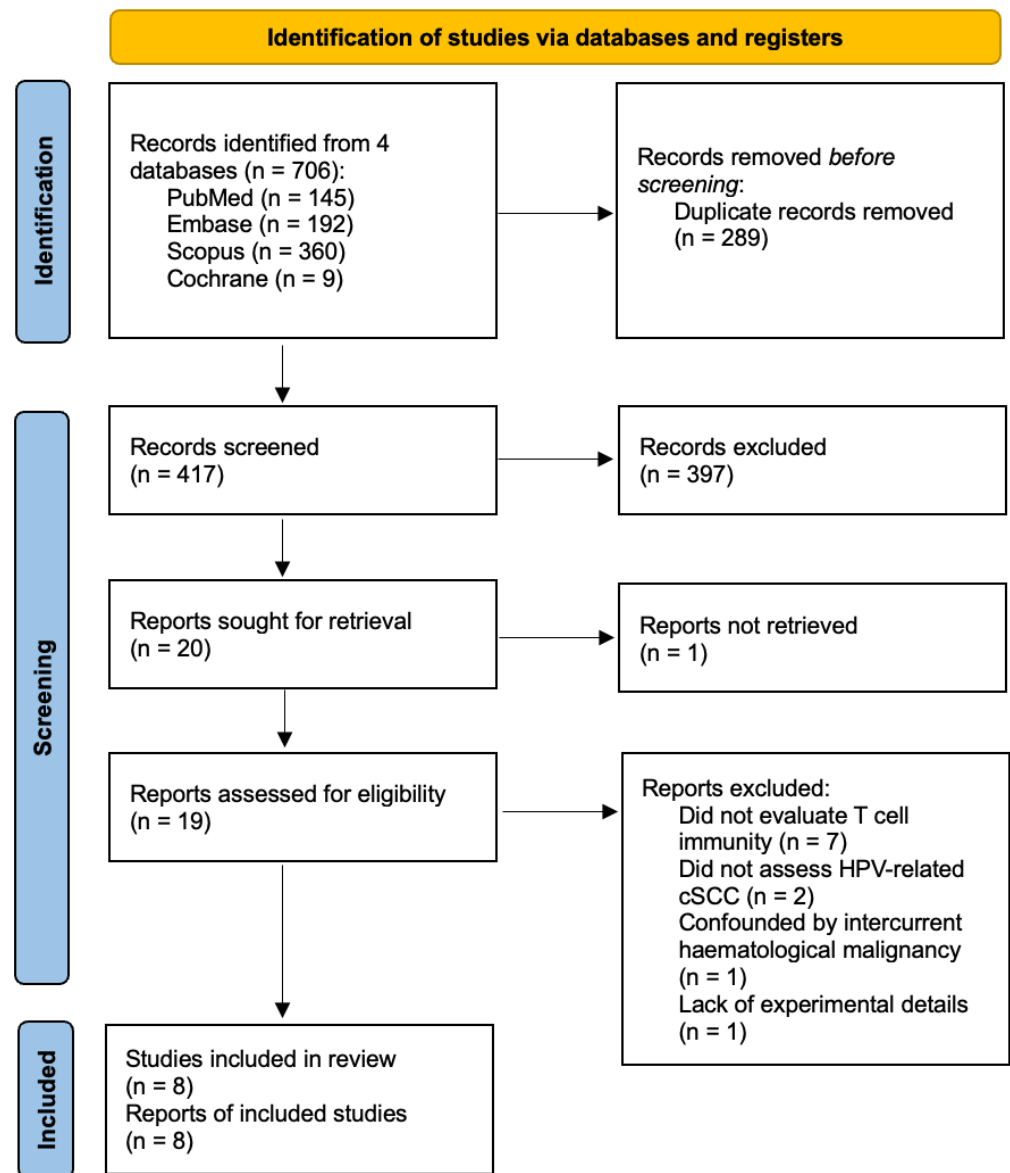 Identification of studies via databases and registers
Identification
Records identified from 4
databases (n = 706):
PubMed (n = 145)
Embase (n = 192)
Scopus (n = 360)
Cochrane (n = 9)
Records removed before
screening:
Duplicate records removed
(n = 289)
Screening
Records screened
(n = 417)
Records excluded
(n = 397)
Reports sought for retrieval
(n = 20)
Reports not retrieved
(n = 1)
Reports assessed for eligibility
(n = 19)
Reports excluded:
Did not evaluate T cell
immunity (n = 7)
Did not assess HPV-related
cSCC (n = 2)
Confounded by intercurrent
haematological malignancy
(n = 1)
Lack of experimental details
(n = 1)
Included
Studies included in review
(n = 8)
Reports of included studies
(n = 8)